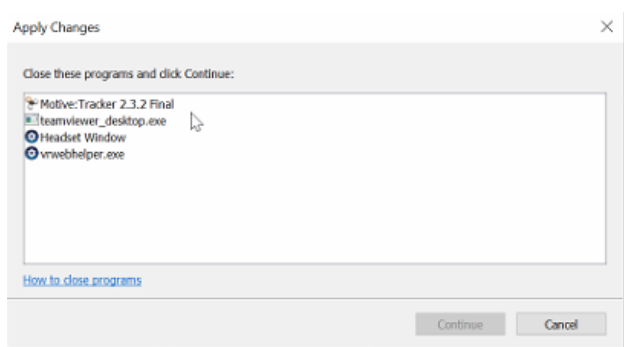 Apply Changes
Close these programs and click Continue:
Motive:Tracker 2.3.2 Final
teamviewer_desktop.exe
Headset Window
vrwebhelper.exe
How to close programs
Continue
Cancel